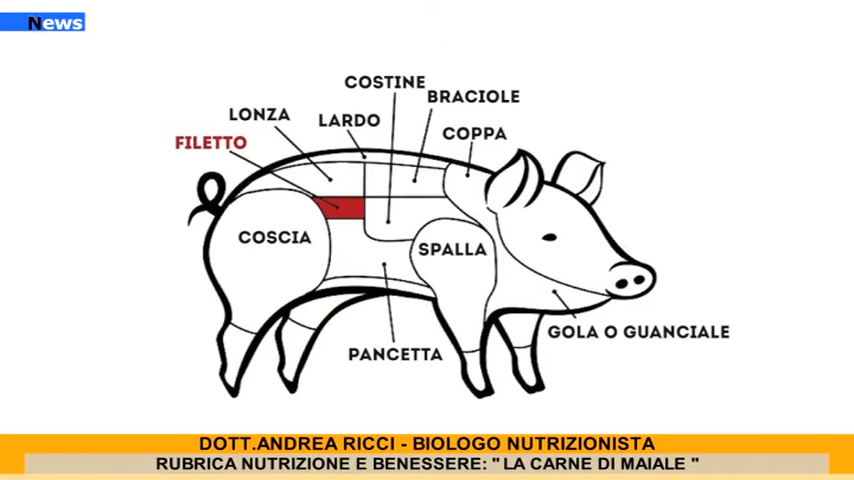 News
COSTINE
BRACIOLE
LONZA
LARDO
COPPA
FILETTO
COSCIA
SPALLA
GOLA O GUANCIALE
PANCETTA
DOTT.ANDREA RICCI - BIOLOGO NUTRIZIONISTA
RUBRICA NUTRIZIONE E BENESSERE: " LA CARNE DI MAIALE "